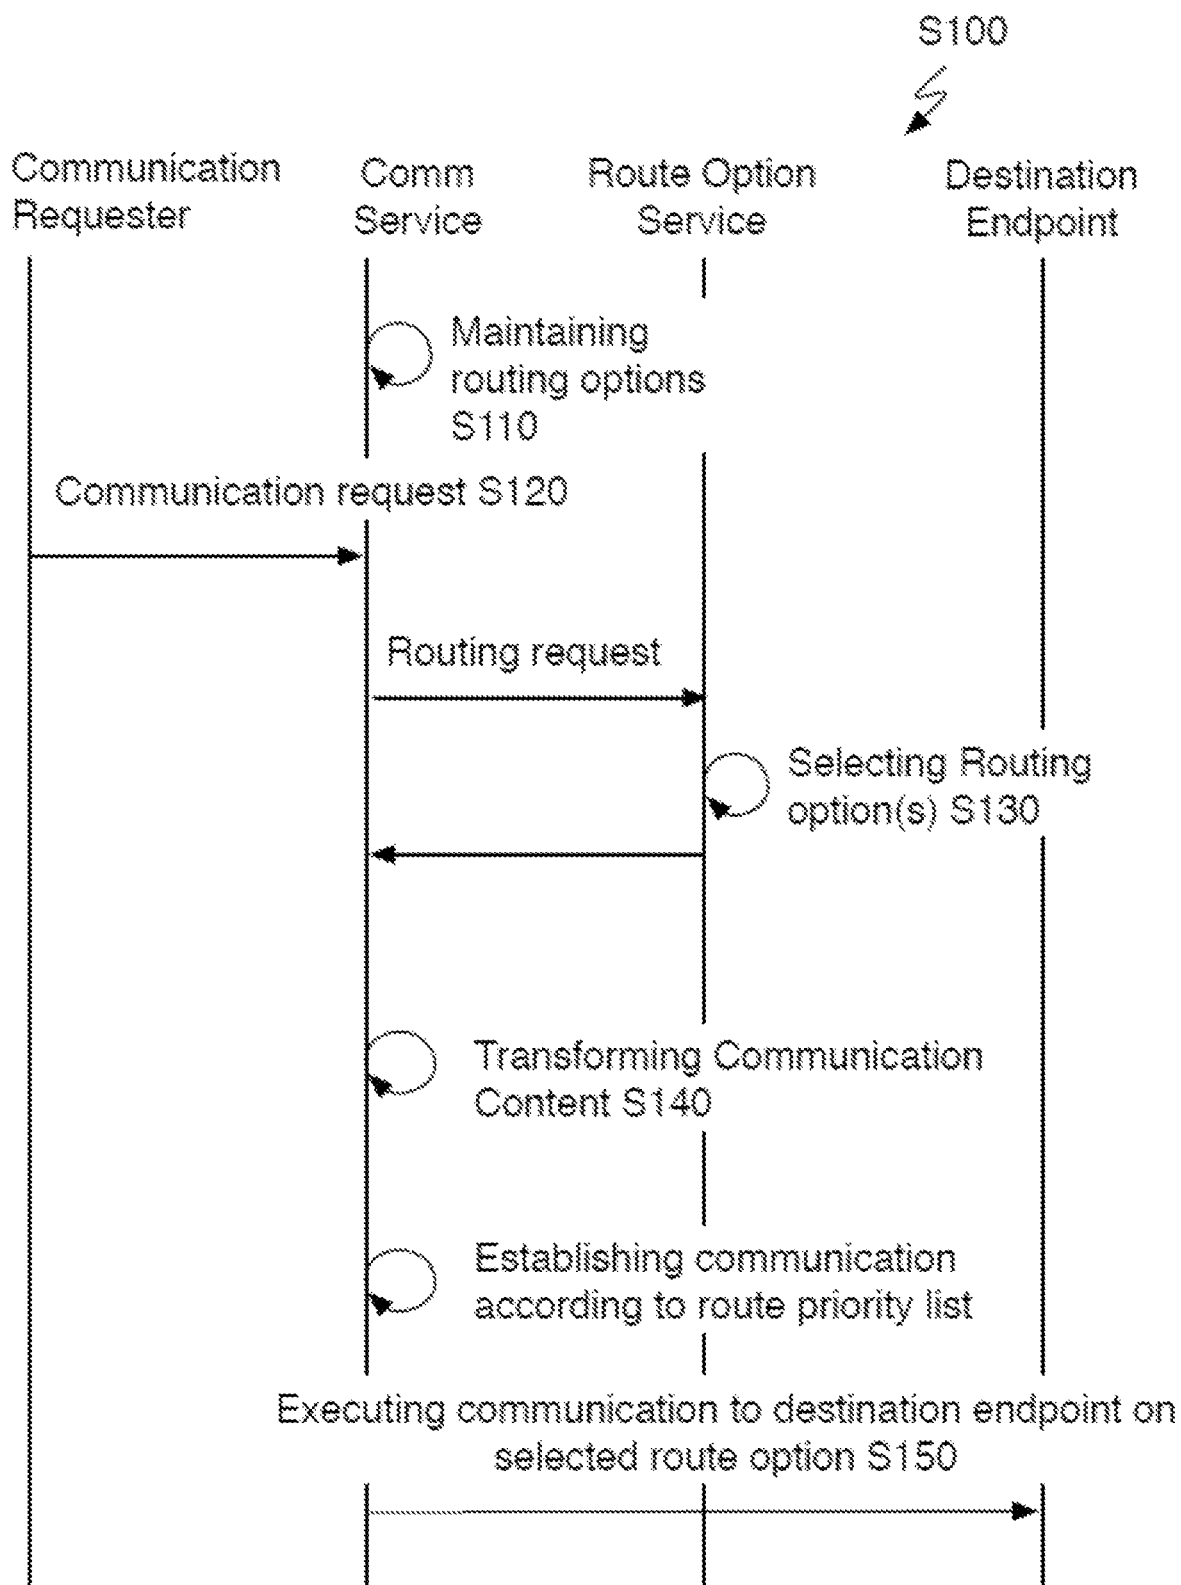 S100
Communication
Requester
Comm
Service
Route Option
Service
Destination
Endpoint
Maintaining
routing options
S110
Communication request S120
Routing request
Selecting Routing
option(s) S130
Transforming Communication
Content S140
Establishing communication
according to route priority list
Executing communication to destination endpoint on
selected route option S150